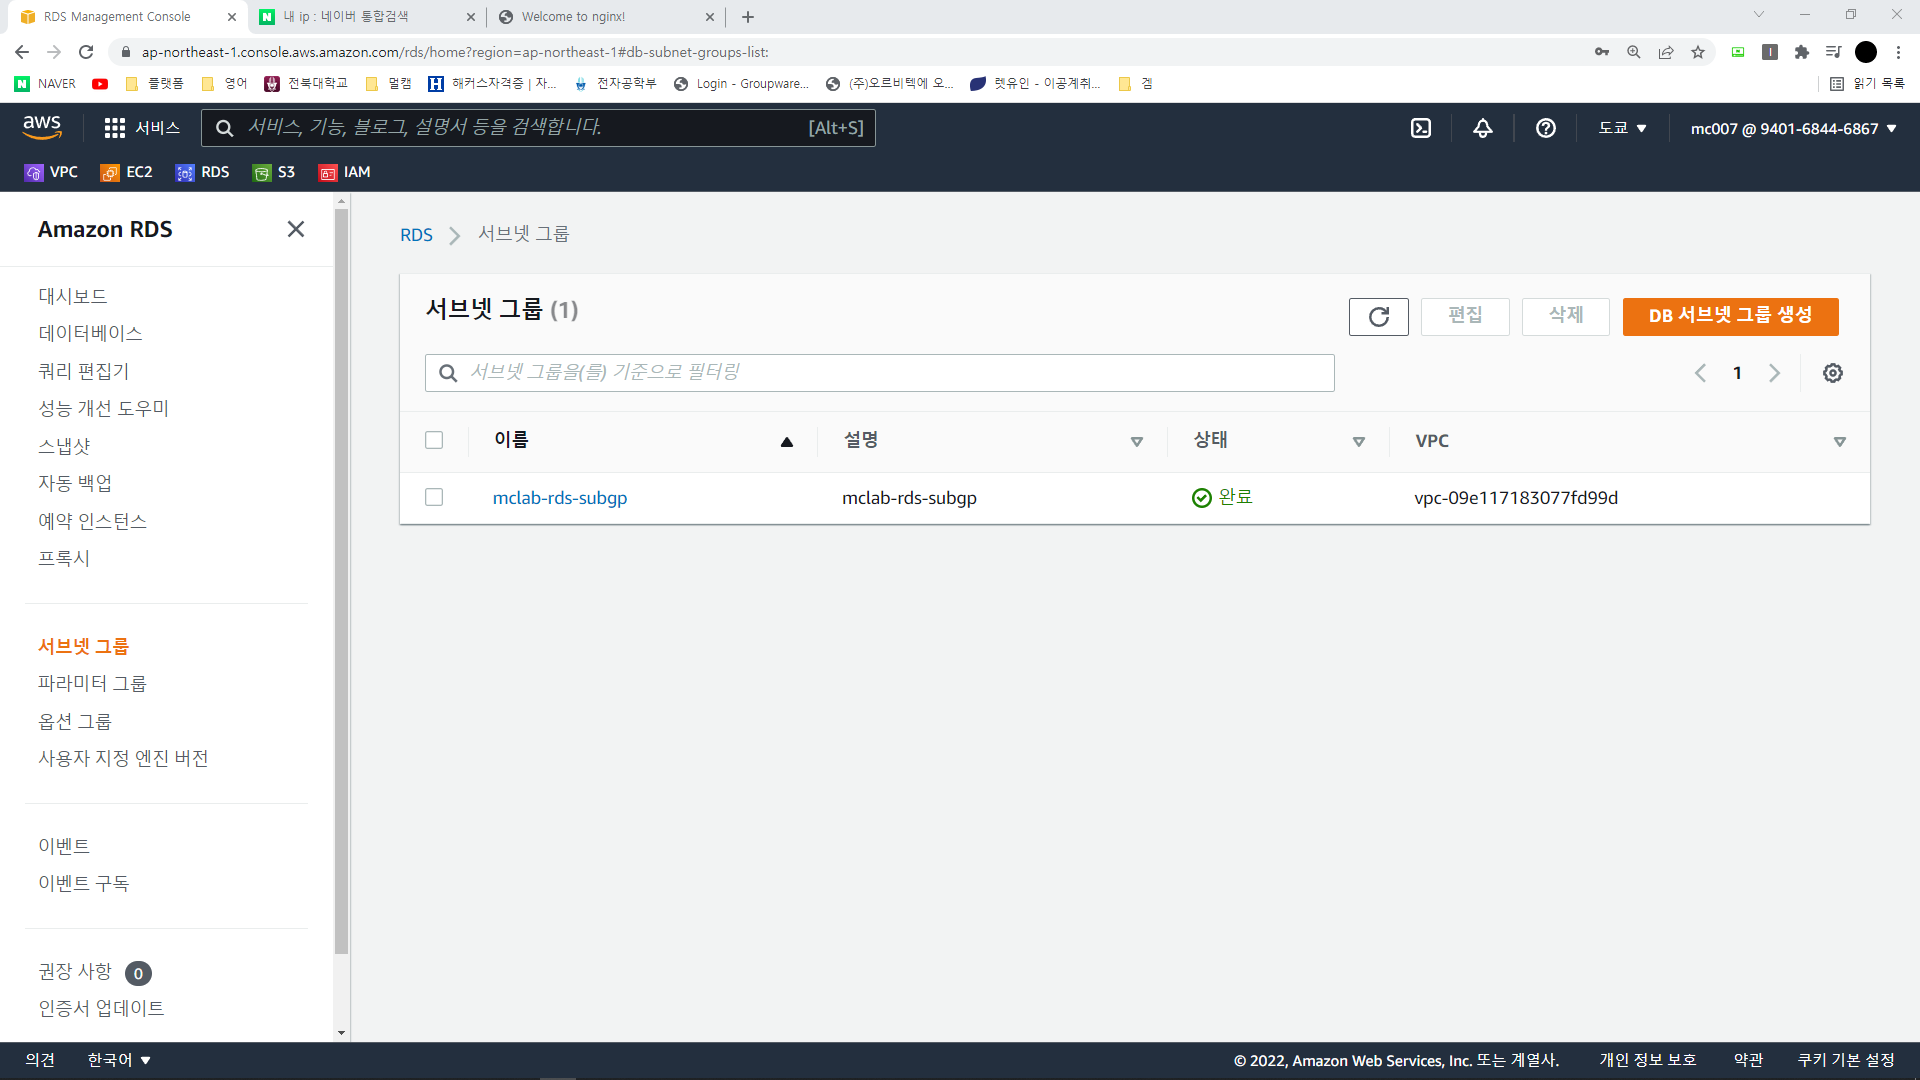 RDS Management Console
내 ip : 네이버 통합검색
Welcome to nginx!
ap-northeast-1.console.aws.amazon.com/rds/home?region=ap-northeast-1#db-subnet-groups-list:
NAVER
플랫폼
영어
전북대학교
멀캠
해커스자격증 | 자...
전자공학부
Login - Groupware...
(주)오르비텍에 오...
렛유인 - 이공계취...
겜
읽기 목록
aws
서비스
서비스, 기능, 블로그, 설명서 등을 검색합니다.
[Alt+S]
도쿄
mc007 @ 9401-6844-6867
VPC
EC2
RDS
S3
IAM
Amazon RDS
대시보드
데이터베이스
쿼리 편집기
성능 개선 도우미
스냅샷
자동 백업
예약 인스턴스
프록시
서브넷 그룹
파라미터 그룹
옵션 그룹
사용자 지정 엔진 버전
이벤트
이벤트 구독
권장 사항 0
인증서 업데이트
RDS
서브넷 그룹
서브넷 그룹 (1)
편집
삭제
DB 서브넷 그룹 생성
서브넷 그룹을(를) 기준으로 필터링
1
이름
설명
상태
VPC
mclab-rds-subgp
mclab-rds-subgp
완료
vpc-09e117183077fd99d
의견
한국어
© 2022, Amazon Web Services, Inc. 또는 계열사.
개인 정보 보호
약관
쿠키 기본 설정